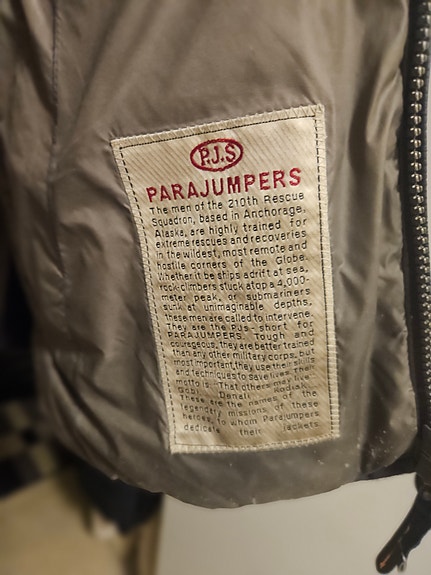 P.J.S
PARAJUMPERS
The men of the 210th Rescue
Squadron, based in Anchorage,
Alaska, are highly trained for
extreme rescues and recoveries
in the wildest, most remote and
hostile corners of the Globe.
Whether it be ships adrift at sea,
rock-climbers stuck atop a 4,000-
meter peak, or submariners
sunk at unimaginable depths,
these men are called to intervene.
They are the PJs - short for
PARAJUMPERS. Tough and
courageous, they are better trained
than any other military corps, but
most important, they use their skills
and techniques to save lives. Their
motto is "That others may live".
Gobi, Denali, Kodiak...
These are the names of the
legendary missions of these
heroes, to whom Parajumpers
dedicate their jackets